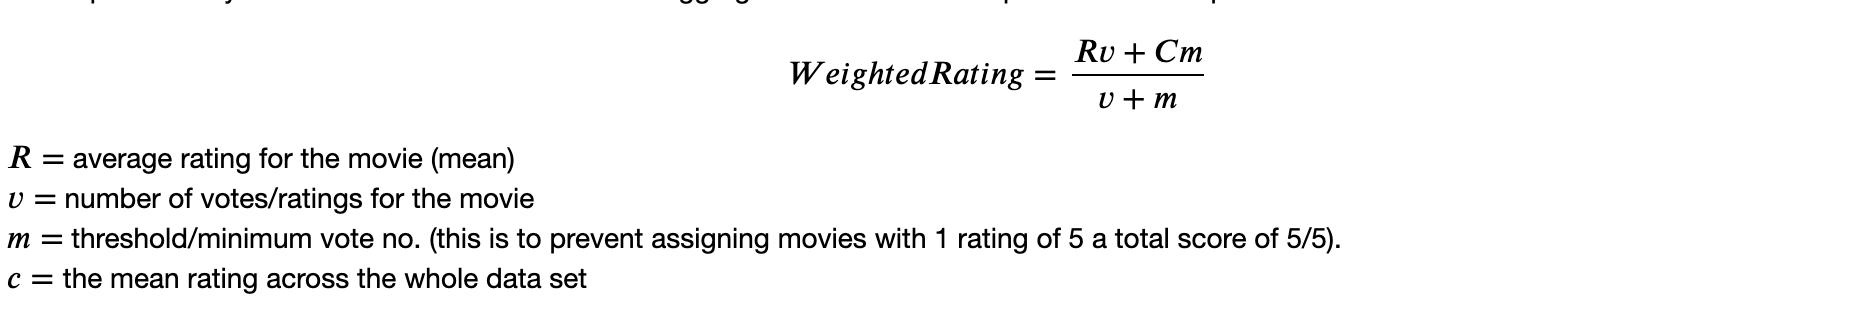 WeightedRating = Rv + Cm / v + m
R = average rating for the movie (mean)
v = number of votes/ratings for the movie
m = threshold/minimum vote no. (this is to prevent assigning movies with 1 rating of 5 a total score of 5/5).
c = the mean rating across the whole data set